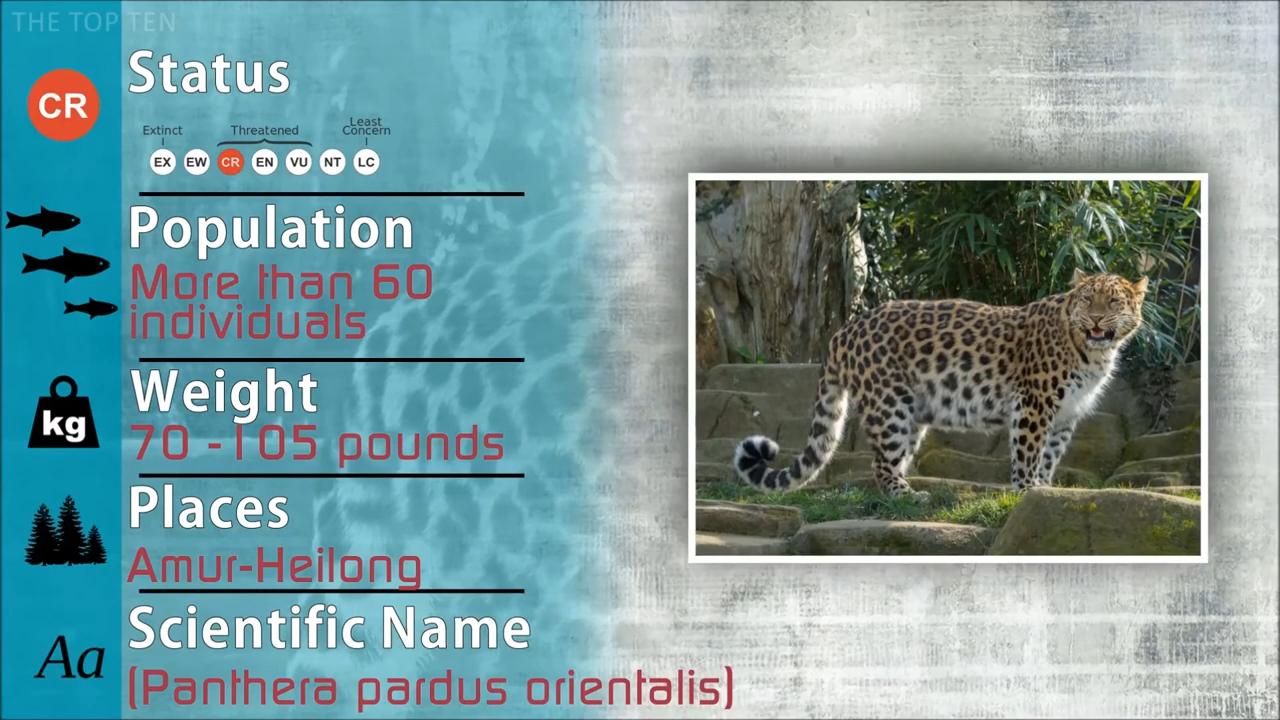 THE TOP TEN
CR
Status
Extinct
Threatened
Least
Concern
EX EW CR EN VU NT LC
Population
More than 60
individuals
kg
Weight
70 -105 pounds
Places
Amur-Heilong
Aa
Scientific Name
(Panthera pardus orientalis)